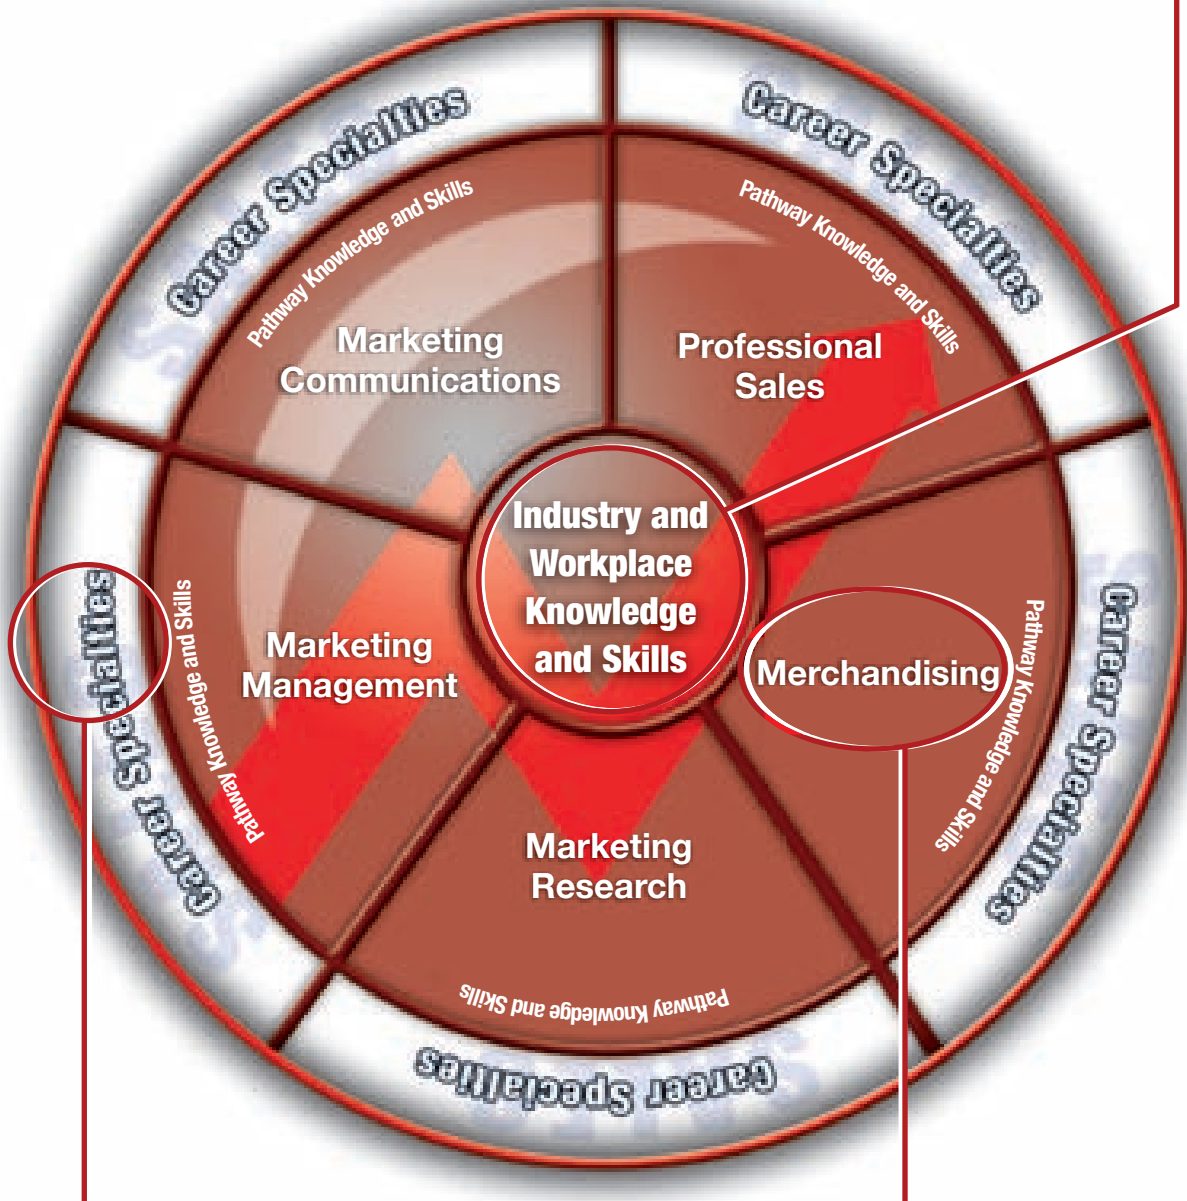 Career Specialties
Career Specialties
Pathway Knowledge and Skills
Pathway Knowledge and Skills
Marketing
Communications
Professional
Sales
Industry and
Workplace
Knowledge
and Skills
Career Specialties
Pathway Knowledge and Skills
Marketing
Management
Merchandising
Pathway Knowledge and Skills
Career Specialties
Marketing
Research
Pathway Knowledge and Skills
Career Specialties